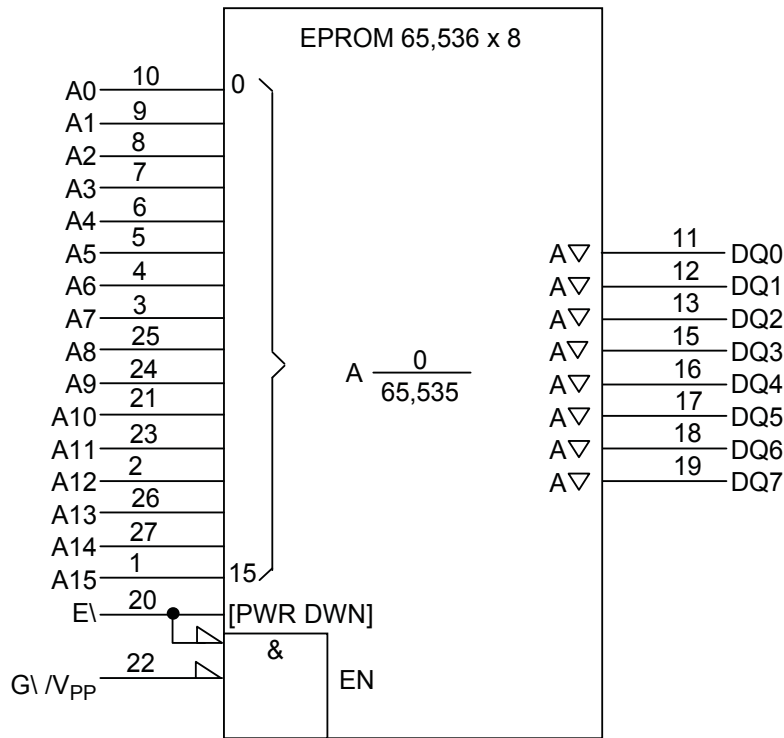 EPROM 65,536 x 8
A0 10 0
A1 9
A2 8
A3 7
A4 6
A5 5 A 11 DQ0
A6 4 A 12 DQ1
A7 3 A 13 DQ2
A8 25 A 15 DQ3
A9 24 A 0 A 16 DQ4
65,535
A10 21 A 17 DQ5
A11 23 A 18 DQ6
A12 2 A 19 DQ7
A13 26
A14 27
A15 1 15
E\ 20 [PWR DWN]
&
G\ /VPP 22 EN